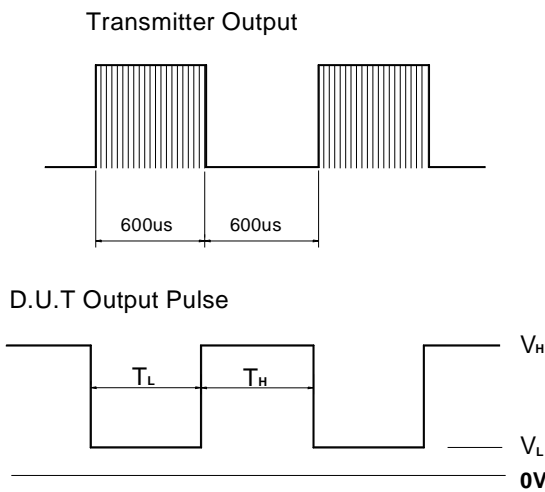 Transmitter Output
600us 600us
D.U.T Output Pulse
VH
TL TH
VL
0V